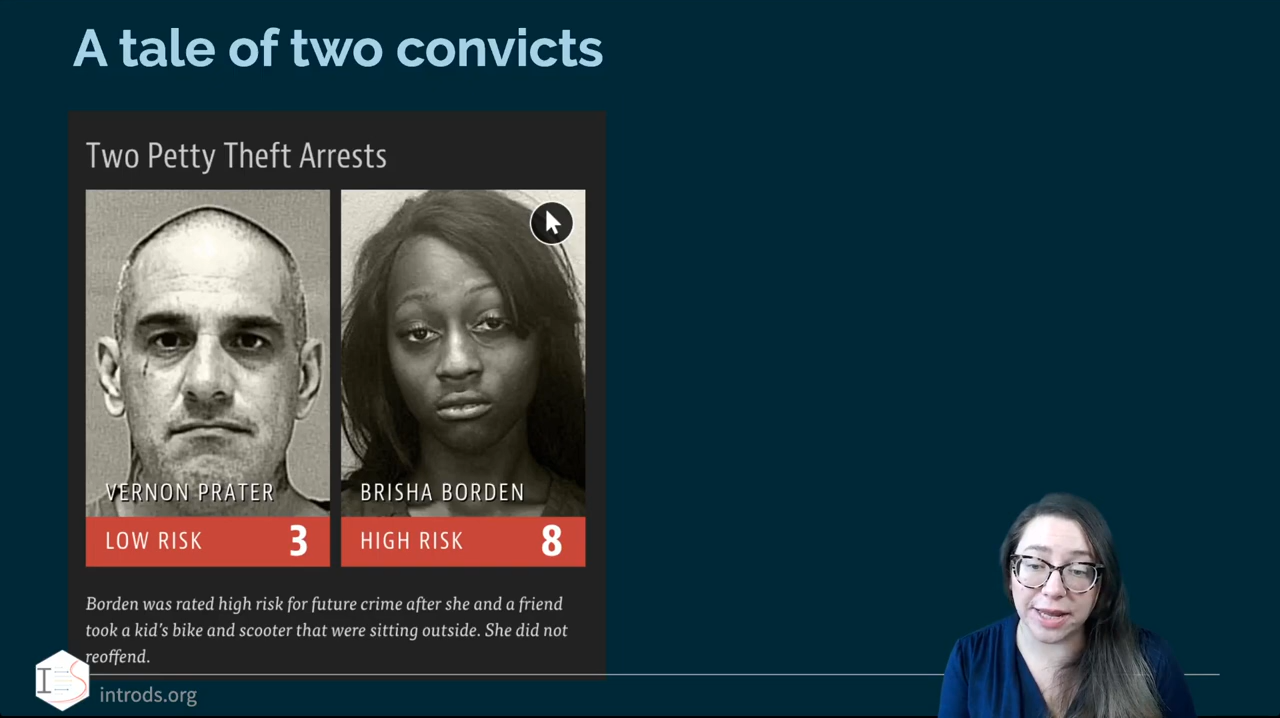 A tale of two convicts
Two Petty Theft Arrests
VERNON PRATER
BRISHA BORDEN
LOW RISK 3
HIGH RISK 8
Borden was rated high risk for future crime after she and a friend
took a kid's bike and scooter that were sitting outside. She did not
reoffend.
IS
introds.org